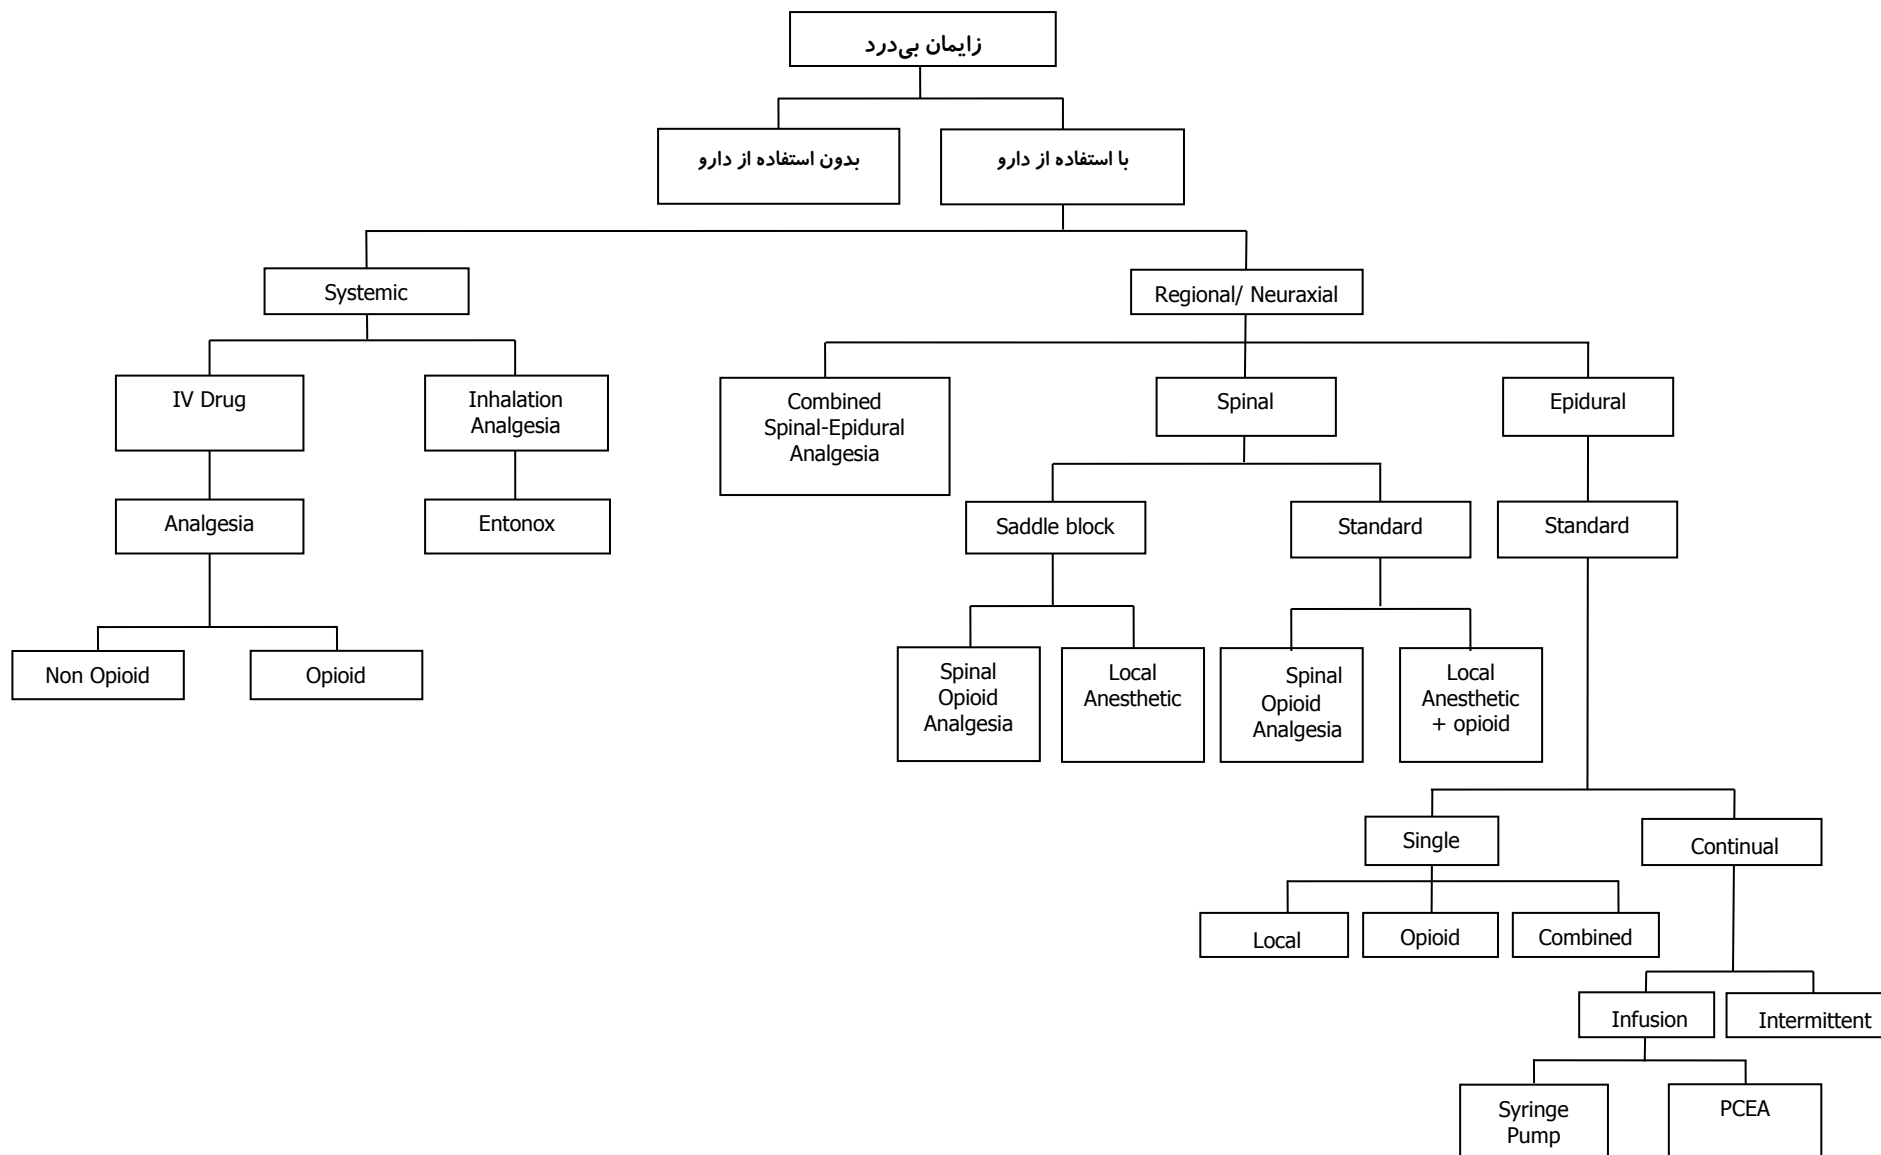 زایمان بی‌درد
بدون استفاده از دارو
با استفاده از دارو
Systemic
Regional/ Neuraxial
IV Drug
Inhalation
Analgesia
Combined
Spinal-Epidural
Analgesia
Spinal
Epidural
Analgesia
Entonox
Saddle block
Standard
Standard
Non Opioid
Opioid
Spinal
Opioid
Analgesia
Local
Anesthetic
Spinal
Opioid
Analgesia
Local
Anesthetic
+ opioid
Single
Continual
Local
Opioid
Combined
Infusion
Intermittent
Syringe
Pump
PCEA